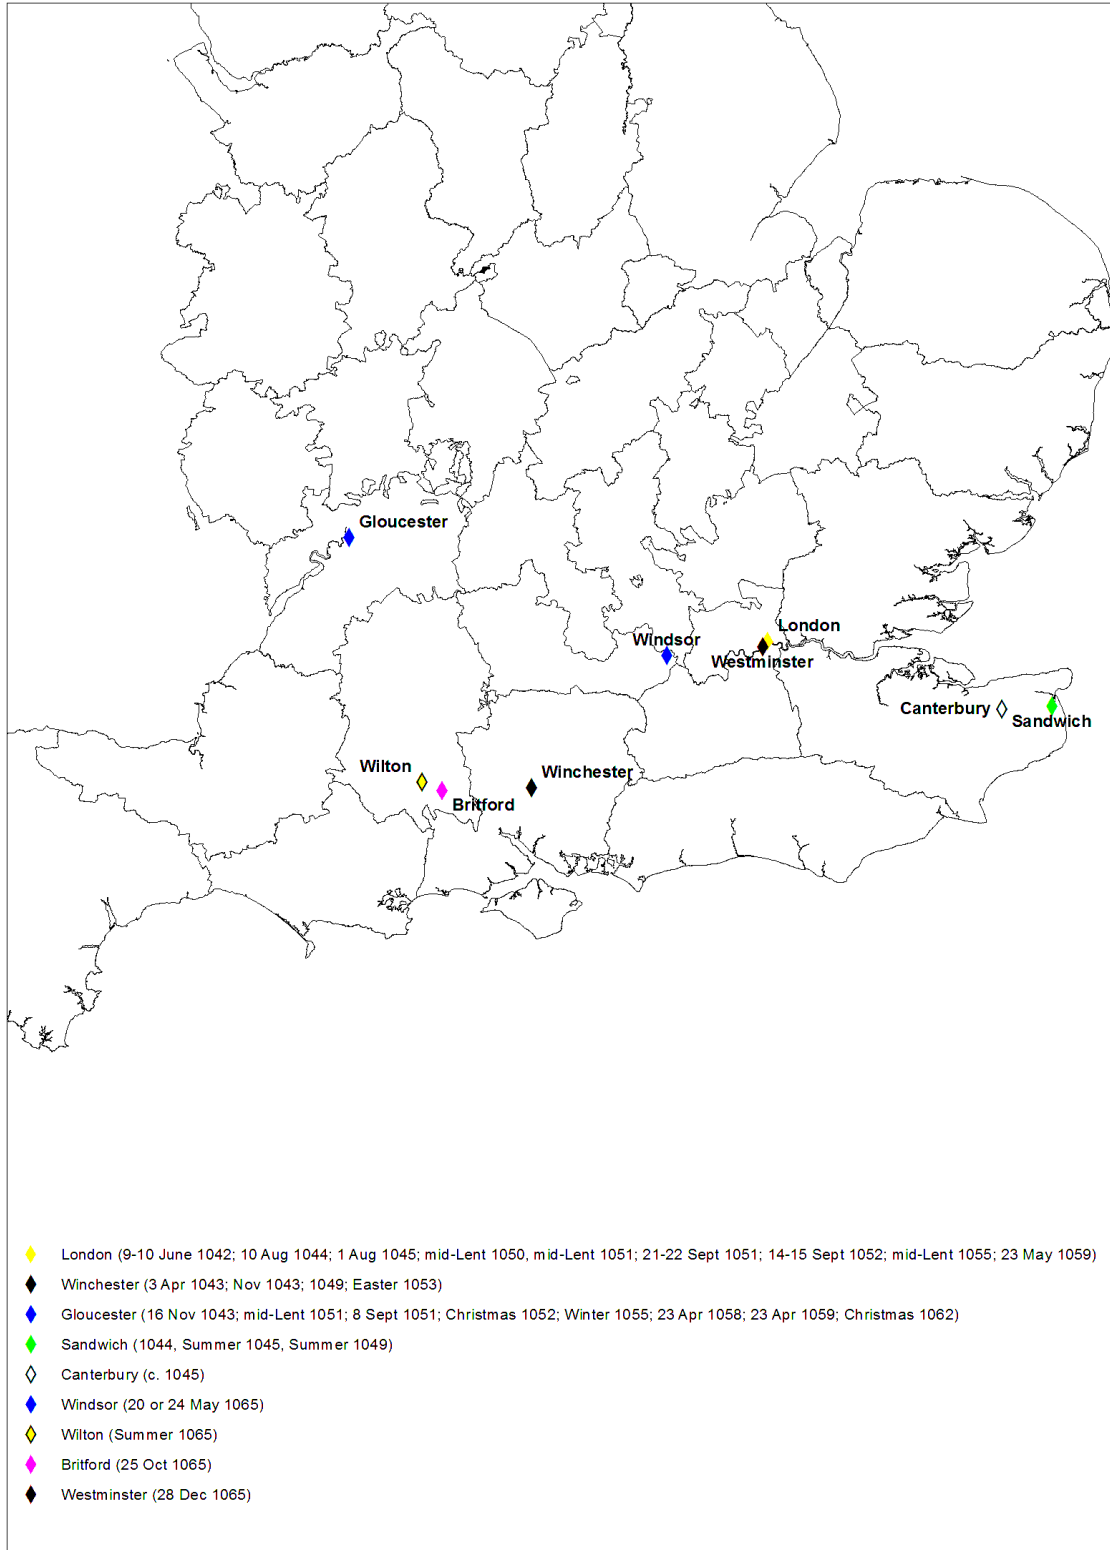 Gloucester
London
Windsor
Westminster
Canterbury
Sandwich
Wilton
Winchester
Britford
London (9-10 June 1042; 10 Aug 1044; 1 Aug 1045; mid-Lent 1050, mid-Lent 1051; 21-22 Sept 1051; 14-15 Sept 1052; mid-Lent 1055; 23 May 1059)
Winchester (3 Apr 1043; Nov 1043; 1049; Easter 1053)
Gloucester (16 Nov 1043; mid-Lent 1051; 8 Sept 1051; Christmas 1052; Winter 1055; 23 Apr 1058; 23 Apr 1059; Christmas 1062)
Sandwich (1044, Summer 1045, Summer 1049)
Canterbury (c. 1045)
Windsor (20 or 24 May 1065)
Wilton (Summer 1065)
Britford (25 Oct 1065)
Westminster (28 Dec 1065)